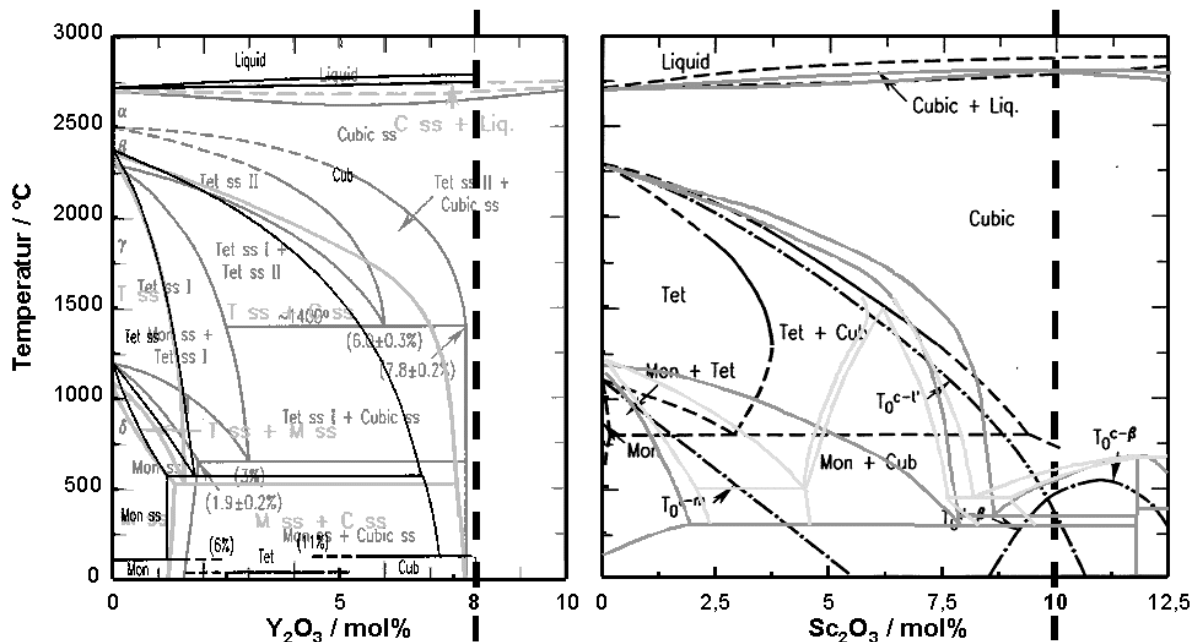 Temperatur / °C
3000
2500
2000
1500
1000
500
0
Liquid
Liquid
C ss + Liq.
Cubic ss
α
β
γ
δ
Cub
Tet ss II
Tet ss II +
Cubic ss
Tet ss I +
Tet ss II
Tet ss I
T ss
T ss + C ss
~1400°
Mon ss +
Tet ss I
Tet ss
(6.0±0.3%)
(7.8±0.2%)
Tet ss I + Cubic ss
T ss + M ss
Mon ss
(3%)
(1.9±0.2%)
M ss
M ss + C ss
Mon ss
Mon ss + Cubic ss
(6%)
(11%)
Mon
Tet
Cub
0
5
8
10
Y2O3 / mol%
Liquid
Cubic + Liq.
Cubic
Tet
Tet + Cub
Mon + Tet
T0 c-t'
Mon
Mon + Cub
T0 c-β
0
2,5
5
7,5
10
12,5
Sc2O3 / mol%